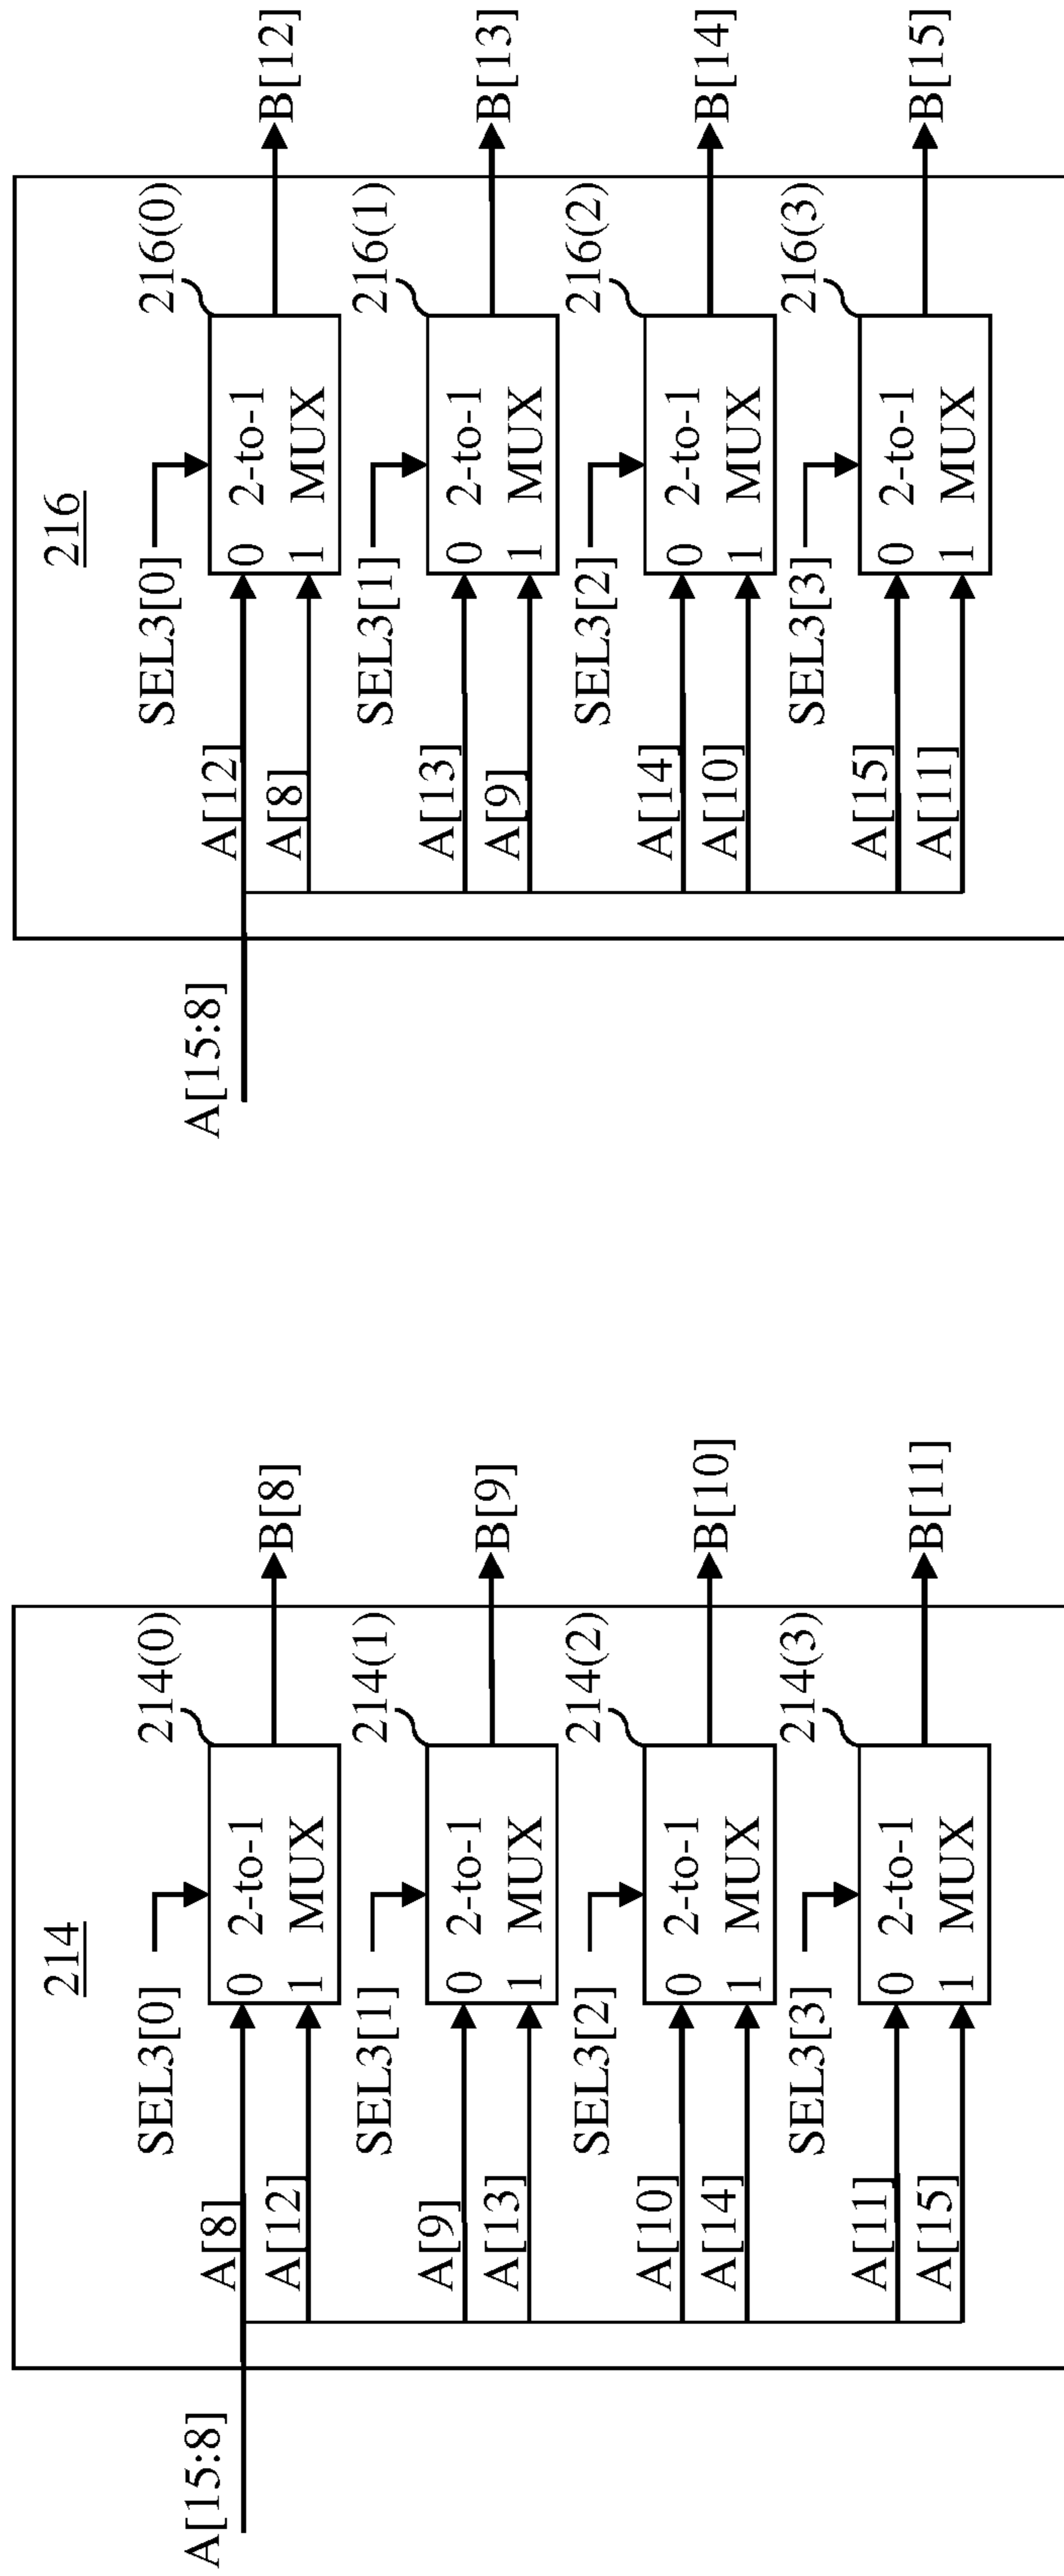 214
A[15:8]
SEL3[0]
214(0)
A[8]
0 2-to-1
A[12]
1 MUX
B[8]
SEL3[1]
214(1)
A[9]
0 2-to-1
A[13]
1 MUX
B[9]
SEL3[2]
214(2)
A[10]
0 2-to-1
A[14]
1 MUX
B[10]
SEL3[3]
214(3)
A[11]
0 2-to-1
A[15]
1 MUX
B[11]
216
A[15:8]
SEL3[0]
216(0)
A[12]
0 2-to-1
A[8]
1 MUX
B[12]
SEL3[1]
216(1)
A[13]
0 2-to-1
A[9]
1 MUX
B[13]
SEL3[2]
216(2)
A[14]
0 2-to-1
A[10]
1 MUX
B[14]
SEL3[3]
216(3)
A[15]
0 2-to-1
A[11]
1 MUX
B[15]